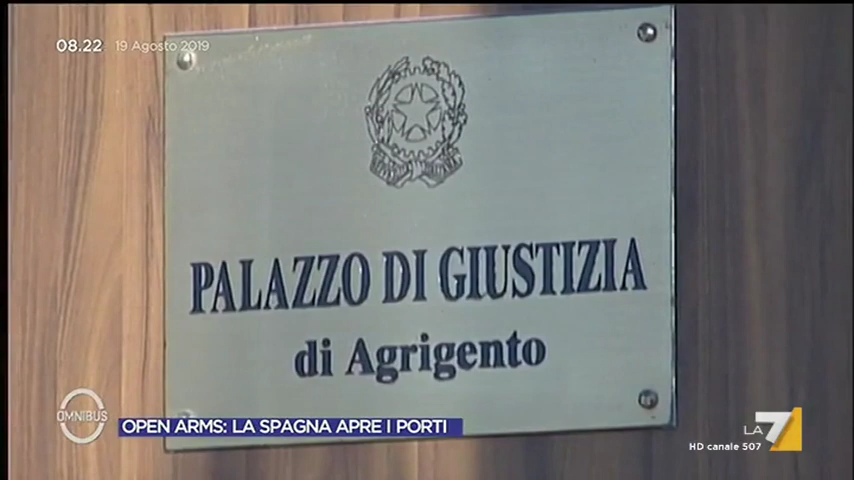 08.22 19 Agosto 2019
PALAZZO DI GIUSTIZIA
di Agrigento
OMNIBUS
OPEN ARMS: LA SPAGNA APRE I PORTI
LA 7
HD canale 507